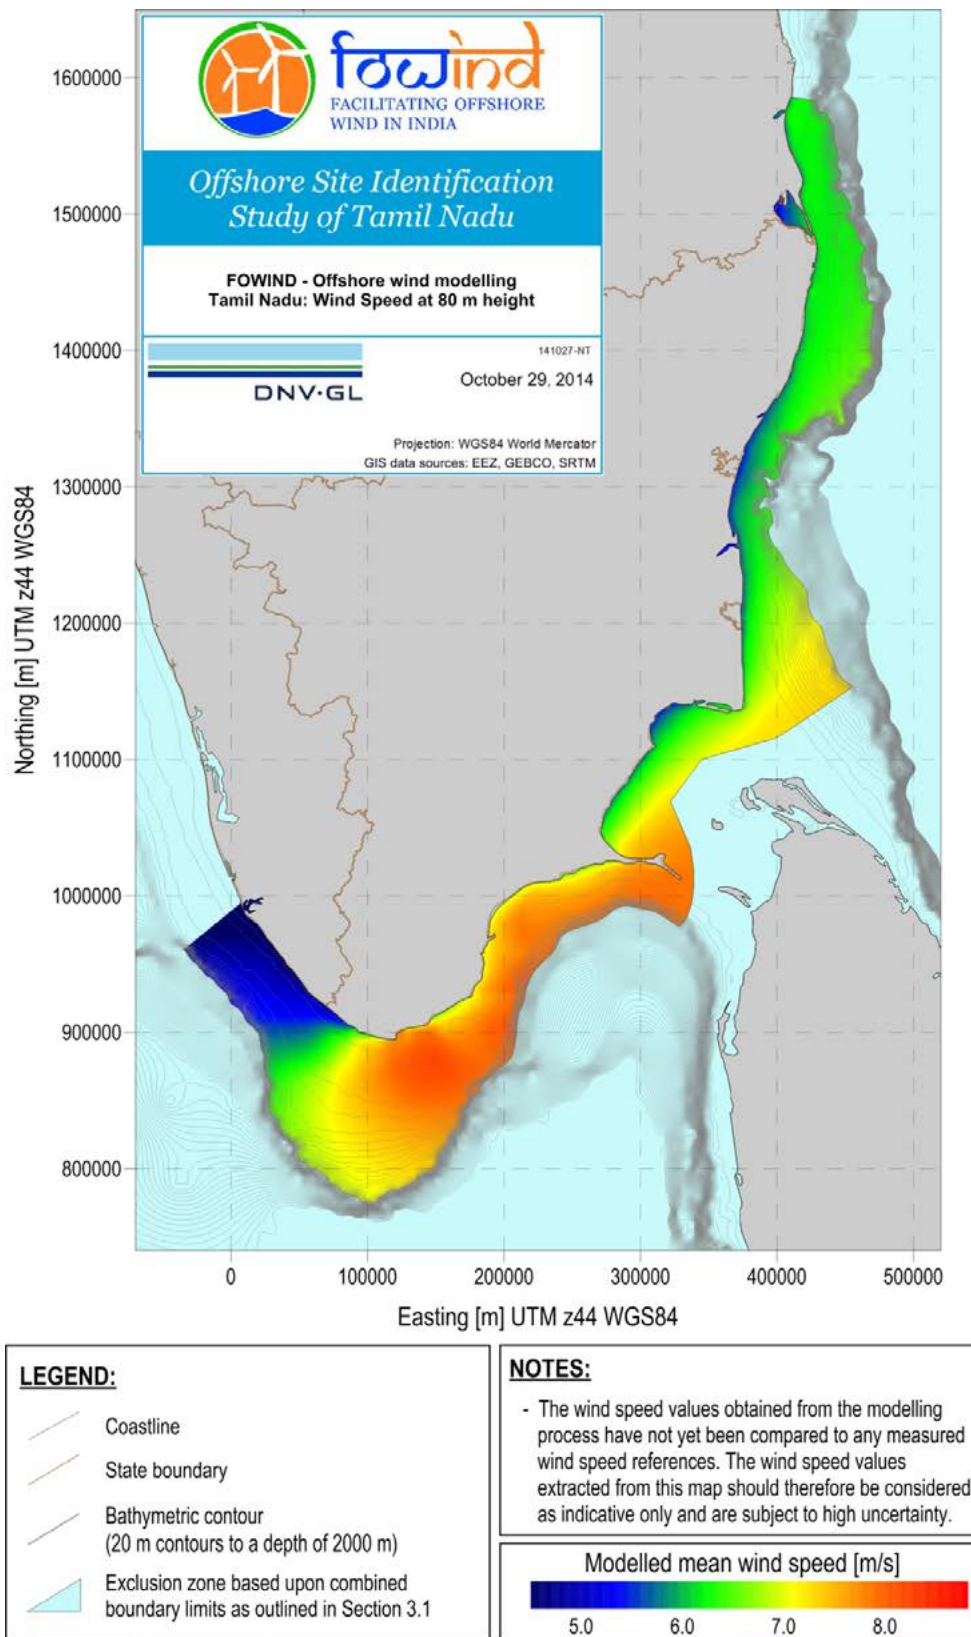 fowind
FACILITATING OFFSHORE
WIND IN INDIA
Offshore Site Identification
Study of Tamil Nadu
FOWIND - Offshore wind modelling
Tamil Nadu: Wind Speed at 80 m height
141027-NT
DNV·GL
October 29, 2014
Projection: WGS84 World Mercator
GIS data sources: EEZ, GEBCO, SRTM
Northing [m] UTM z44 WGS84
1600000
1500000
1400000
1300000
1200000
1100000
1000000
900000
800000
0 100000 200000 300000 400000 500000
Easting [m] UTM z44 WGS84
LEGEND:
Coastline
State boundary
Bathymetric contour
(20 m contours to a depth of 2000 m)
Exclusion zone based upon combined
boundary limits as outlined in Section 3.1
NOTES:
- The wind speed values obtained from the modelling
process have not yet been compared to any measured
wind speed references. The wind speed values
extracted from this map should therefore be considered
as indicative only and are subject to high uncertainty.
Modelled mean wind speed [m/s]
5.0 6.0 7.0 8.0